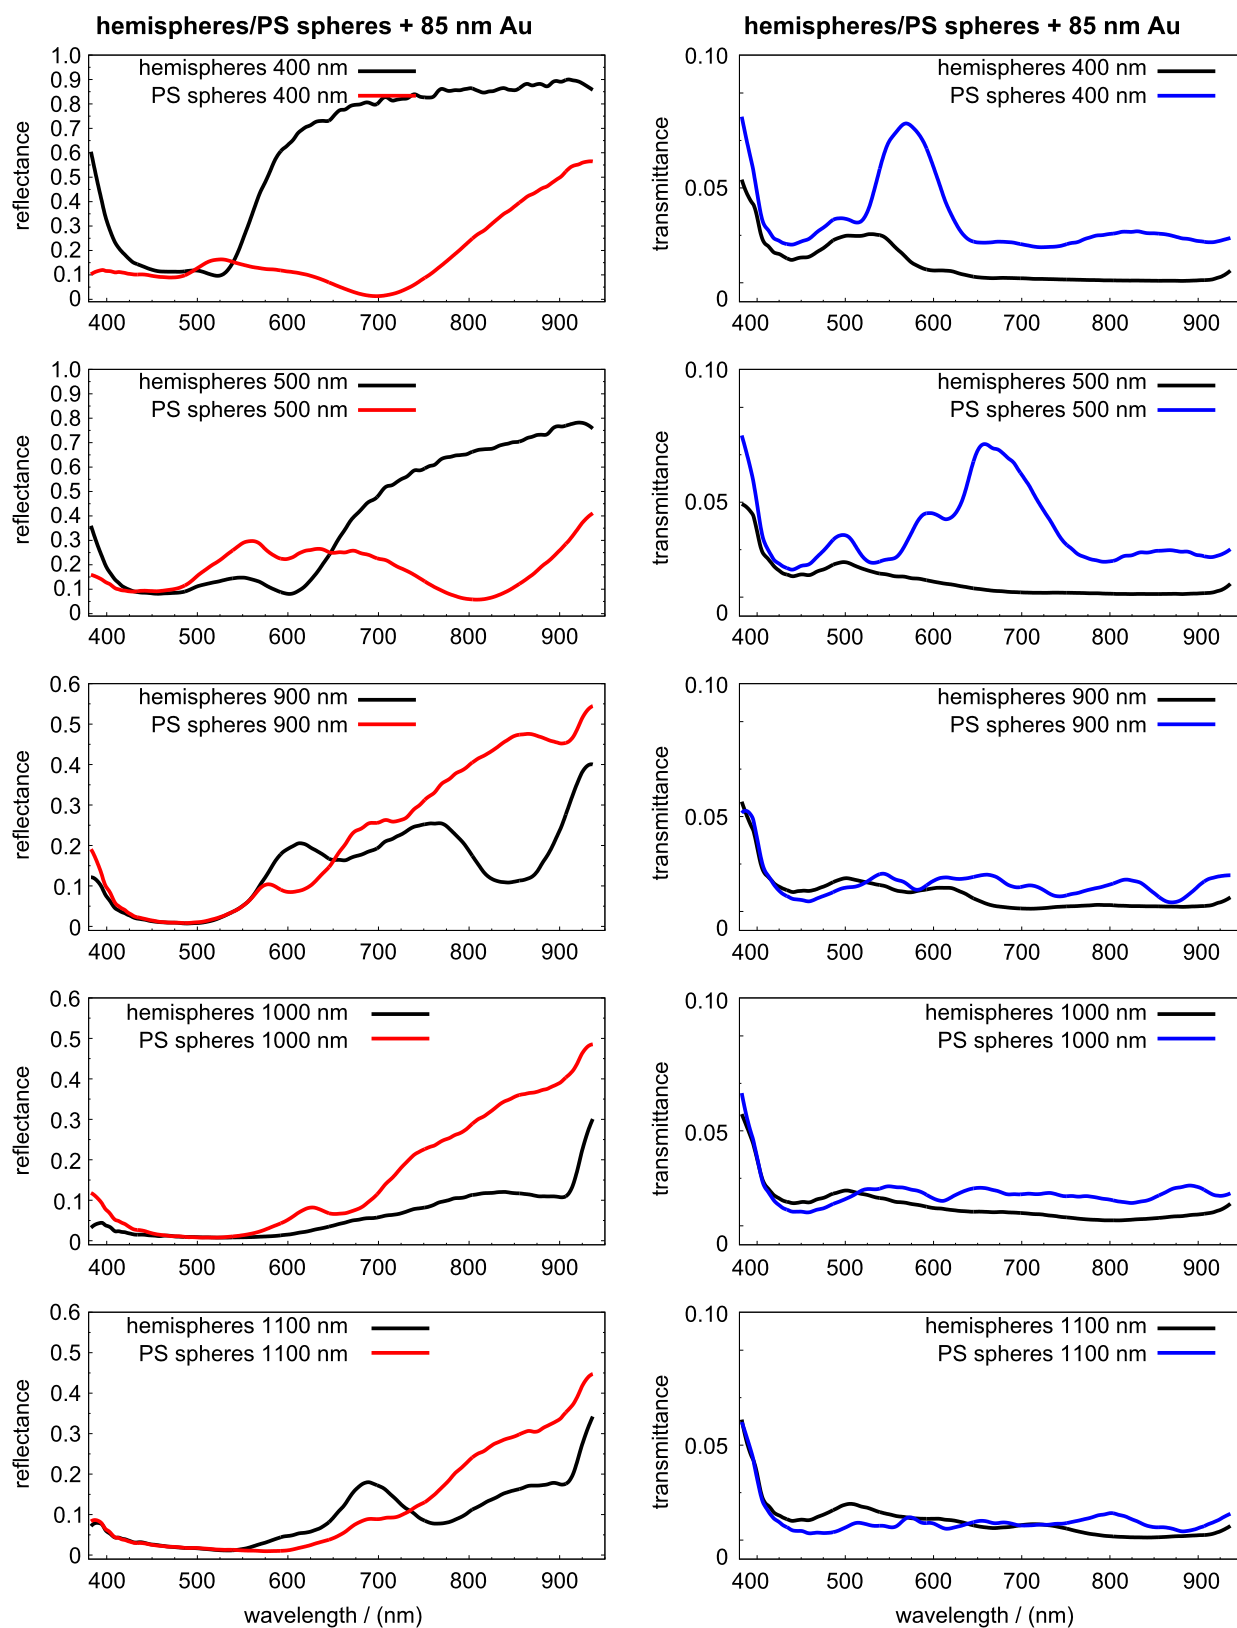 hemispheres/PS spheres + 85 nm Au
1.0
0.9
0.8
0.7
0.6
0.5
0.4
0.3
0.2
0.1
0
reflectance
hemispheres 400 nm
PS spheres 400 nm
400 500 600 700 800 900
1.0
0.9
0.8
0.7
0.6
0.5
0.4
0.3
0.2
0.1
0
reflectance
hemispheres 500 nm
PS spheres 500 nm
400 500 600 700 800 900
0.6
0.5
0.4
0.3
0.2
0.1
0
reflectance
hemispheres 900 nm
PS spheres 900 nm
400 500 600 700 800 900
0.6
0.5
0.4
0.3
0.2
0.1
0
reflectance
hemispheres 1000 nm
PS spheres 1000 nm
400 500 600 700 800 900
0.6
0.5
0.4
0.3
0.2
0.1
0
reflectance
hemispheres 1100 nm
PS spheres 1100 nm
400 500 600 700 800 900
wavelength / (nm)
hemispheres/PS spheres + 85 nm Au
0.10
0.05
0
transmittance
hemispheres 400 nm
PS spheres 400 nm
400 500 600 700 800 900
0.10
0.05
0
transmittance
hemispheres 500 nm
PS spheres 500 nm
400 500 600 700 800 900
0.10
0.05
0
transmittance
hemispheres 900 nm
PS spheres 900 nm
400 500 600 700 800 900
0.10
0.05
0
transmittance
hemispheres 1000 nm
PS spheres 1000 nm
400 500 600 700 800 900
0.10
0.05
0
transmittance
hemispheres 1100 nm
PS spheres 1100 nm
400 500 600 700 800 900
wavelength / (nm)